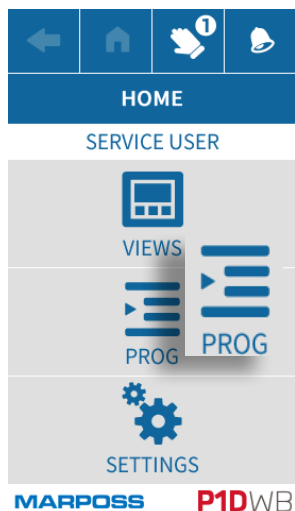 1
HOME
SERVICE USER
VIEWS
PROG
PROG
SETTINGS
MARPOSS P1DWB